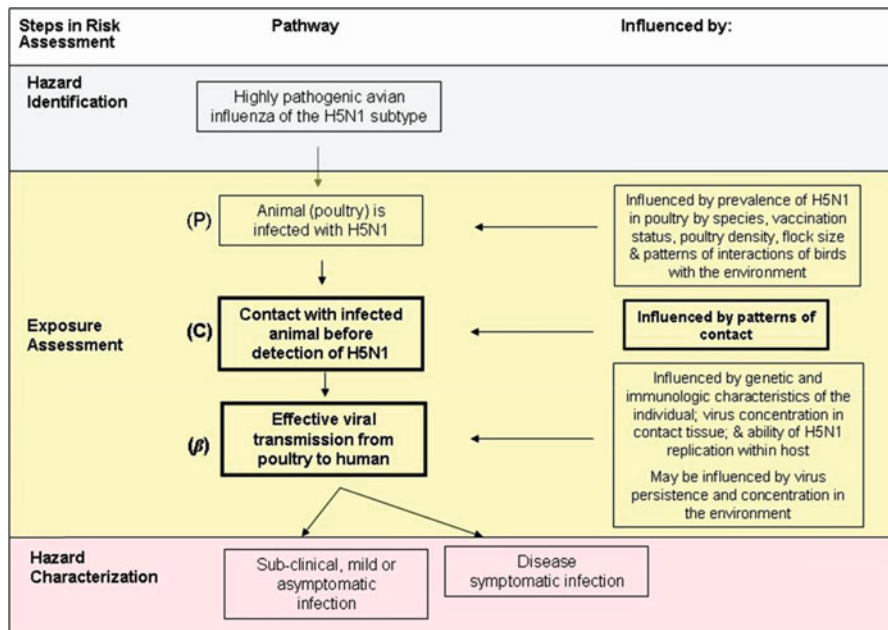 Steps in Risk
Assessment
Pathway
Influenced by:
Hazard
Identification
Highly pathogenic avian
influenza of the H5N1 subtype
(P)
Animal (poultry) is
infected with H5N1
Influenced by prevalence of H5N1
in poultry by species, vaccination
status, poultry density, flock size
& patterns of interactions of birds
with the environment
Exposure
Assessment
(C)
Contact with infected
animal before
detection of H5N1
Influenced by patterns of
contact
(β)
Effective viral
transmission from
poultry to human
Influenced by genetic and
immunologic characteristics of the
individual; virus concentration in
contact tissue; & ability of H5N1
replication within host
May be influenced by virus
persistence and concentration in
the environment
Hazard
Characterization
Sub-clinical, mild or
asymptomatic
infection
Disease
symptomatic infection